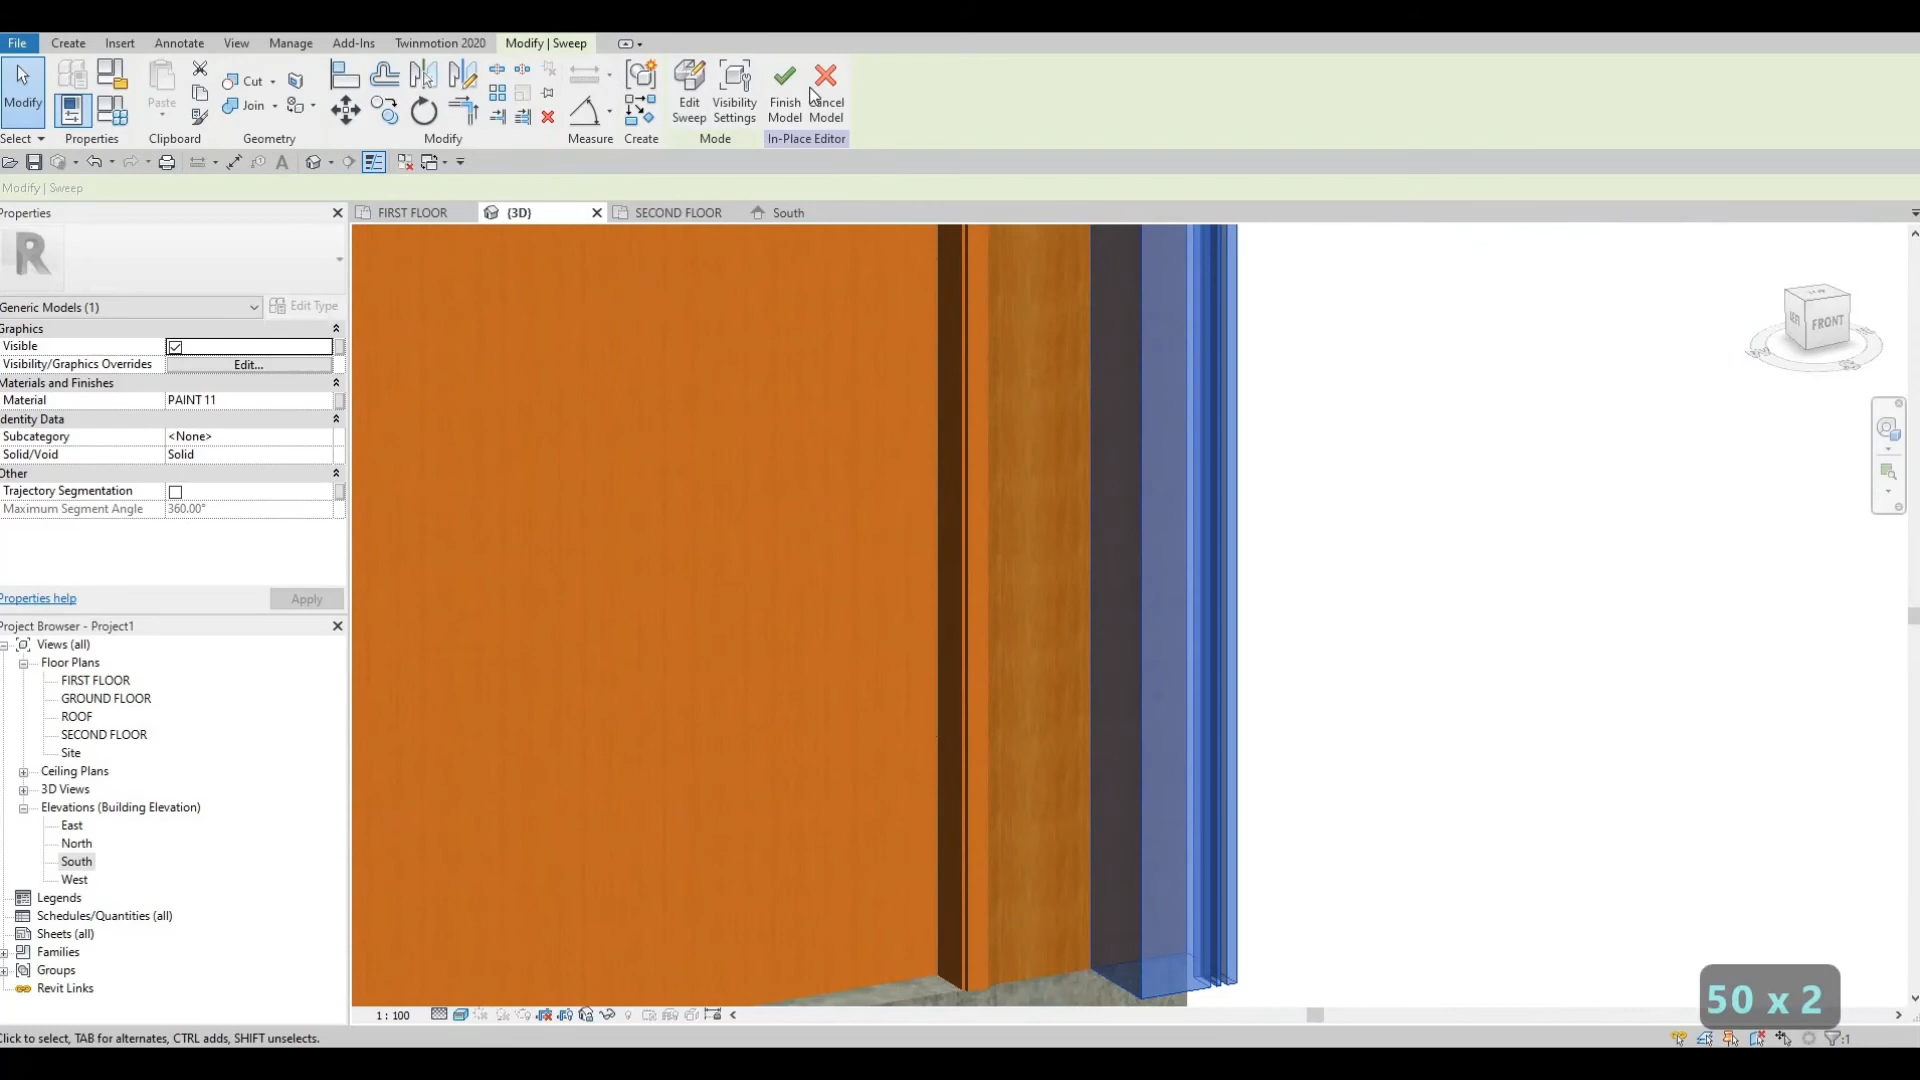 File Create Insert Annotate View Manage Add-Ins Twinmotion 2020 Modify | Sweep
Modify
Paste
Cut
Join
Edit Sweep
Visibility Settings
Finish Model
Cancel Model
Select Properties Clipboard Geometry Modify Measure Create Mode In-Place Editor
Modify | Sweep
Properties
FIRST FLOOR (3D) SECOND FLOOR South
R
Generic Models (1) Edit Type
Graphics
Visible
Visibility/Graphics Overrides Edit...
Materials and Finishes
Material PAINT 11
Identity Data
Subcategory <None>
Solid/Void Solid
Other
Trajectory Segmentation
Maximum Segment Angle 360.00°
Properties help Apply
Project Browser - Project1
Views (all)
Floor Plans
FIRST FLOOR
GROUND FLOOR
ROOF
SECOND FLOOR
Site
Ceiling Plans
3D Views
Elevations (Building Elevation)
East
North
South
West
Legends
Schedules/Quantities (all)
Sheets (all)
Families
Groups
Revit Links
LEFT FRONT
50 x 2
1 : 100
Click to select, TAB for alternates, CTRL adds, SHIFT unselects.
:1